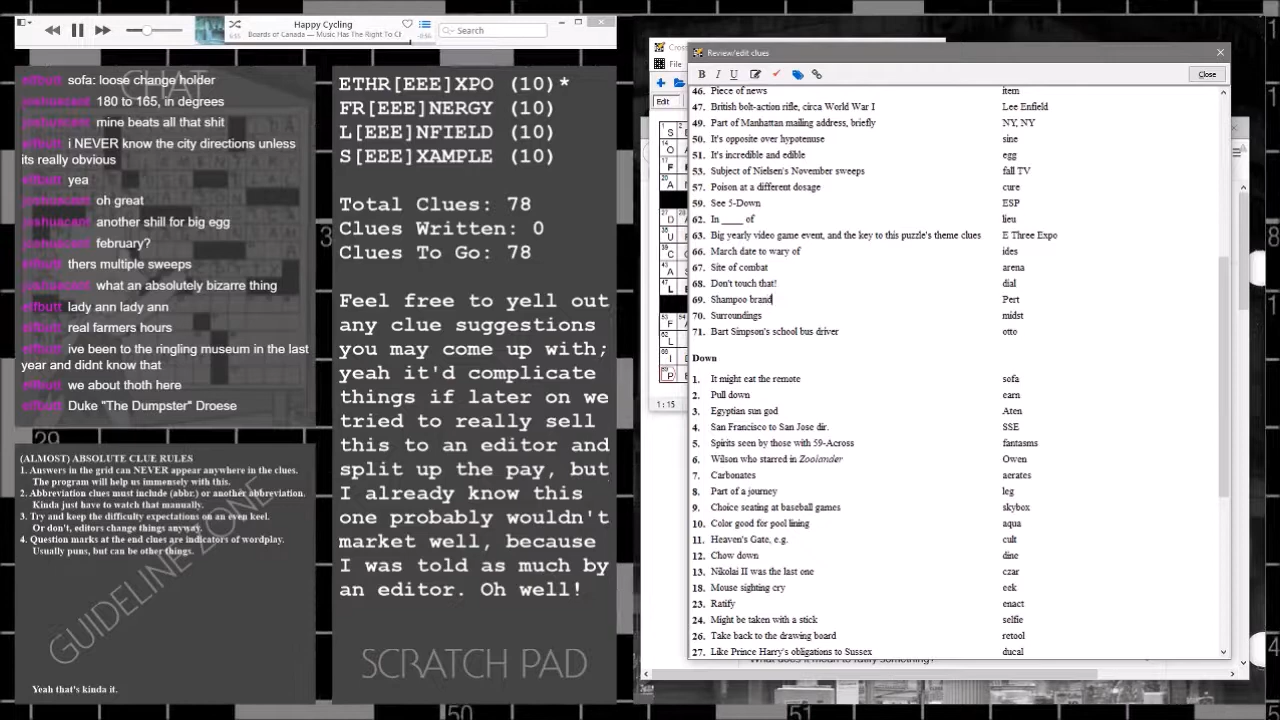 Happy Cycling
Boards of Canada — Music Has The Right To Ch
6:55
-0:56
Search
sofa: loose change holder
180 to 165, in degrees
mine beats all that shit
i NEVER know the city directions unless
its really obvious
yea
oh great
another shill for big egg
february?
thers multiple sweeps
what an absolutely bizarre thing
lady ann lady ann
real farmers hours
ive been to the ringling museum in the last
year and didnt know that
we about thoth here
Duke "The Dumpster" Droese
(ALMOST) ABSOLUTE CLUE RULES
1. Answers in the grid can NEVER appear anywhere in the clues.
The program will help us immensely with this.
2. Abbreviation clues must include (abbr.) or another abbreviation.
Kinda just have to watch that manually.
3. Try and keep the difficulty expectations on an even keel.
Or don't, editors change things anyway.
4. Question marks at the end clues are indicators of wordplay.
Usually puns, but can be other things.
GUIDELINE ZONE
Yeah that's kinda it.
ETHR[EEE]XPO (10)*
FR[EEE]NERGY (10)
L[EEE]NFIELD (10)
S[EEE]XAMPLE (10)
Total Clues: 78
Clues Written: 0
Clues To Go: 78
Feel free to yell out
any clue suggestions
you may come up with;
yeah it'd complicate
things if later on we
tried to really sell
this to an editor and
split up the pay, but
I already know this
one probably wouldn't
market well, because
I was told as much by
an editor. Oh well!
SCRATCH PAD
Cros
File
Edit
1:15
Review/edit clues
B I U
Close
46. Piece of news item
47. British bolt-action rifle, circa World War I Lee Enfield
49. Part of Manhattan mailing address, briefly NY, NY
50. It's opposite over hypotenuse sine
51. It's incredible and edible egg
53. Subject of Nielsen's November sweeps fall TV
57. Poison at a different dosage cure
59. See 5-Down ESP
62. In _____ of lieu
63. Big yearly video game event, and the key to this puzzle's theme clues E Three Expo
66. March date to wary of ides
67. Site of combat arena
68. Don't touch that! dial
69. Shampoo brand Pert
70. Surroundings midst
71. Bart Simpson's school bus driver otto
Down
1. It might eat the remote sofa
2. Pull down earn
3. Egyptian sun god Aten
4. San Francisco to San Jose dir. SSE
5. Spirits seen by those with 59-Across fantasms
6. Wilson who starred in Zoolander Owen
7. Carbonates aerates
8. Part of a journey leg
9. Choice seating at baseball games skybox
10. Color good for pool lining aqua
11. Heaven's Gate, e.g. cult
12. Chow down dine
13. Nikolai II was the last one czar
18. Mouse sighting cry eek
23. Ratify enact
24. Might be taken with a stick selfie
26. Take back to the drawing board retool
27. Like Prince Harry's obligations to Sussex ducal
What does it mean to fully something?